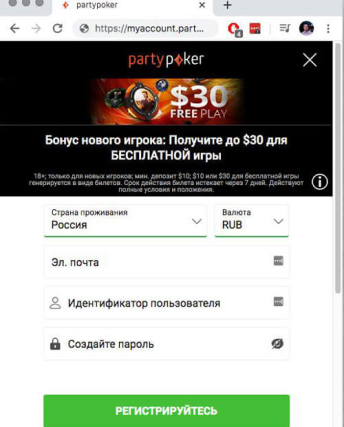 partypoker
https://myaccount.part...
partypoker
$30
FREE PLAY
Бонус нового игрока: Получите до $30 для
БЕСПЛАТНОЙ игры
18+; только для новых игроков; мин. депозит $10; $10 или $30 для бесплатной игры
генерируется в виде билетов. Срок действия билета истекает через 7 дней. Действуют
полные условия и положения.
Страна проживания
Россия
Валюта
RUB
Эл. почта
Идентификатор пользователя
Создайте пароль
РЕГИСТРИРУЙТЕСЬ